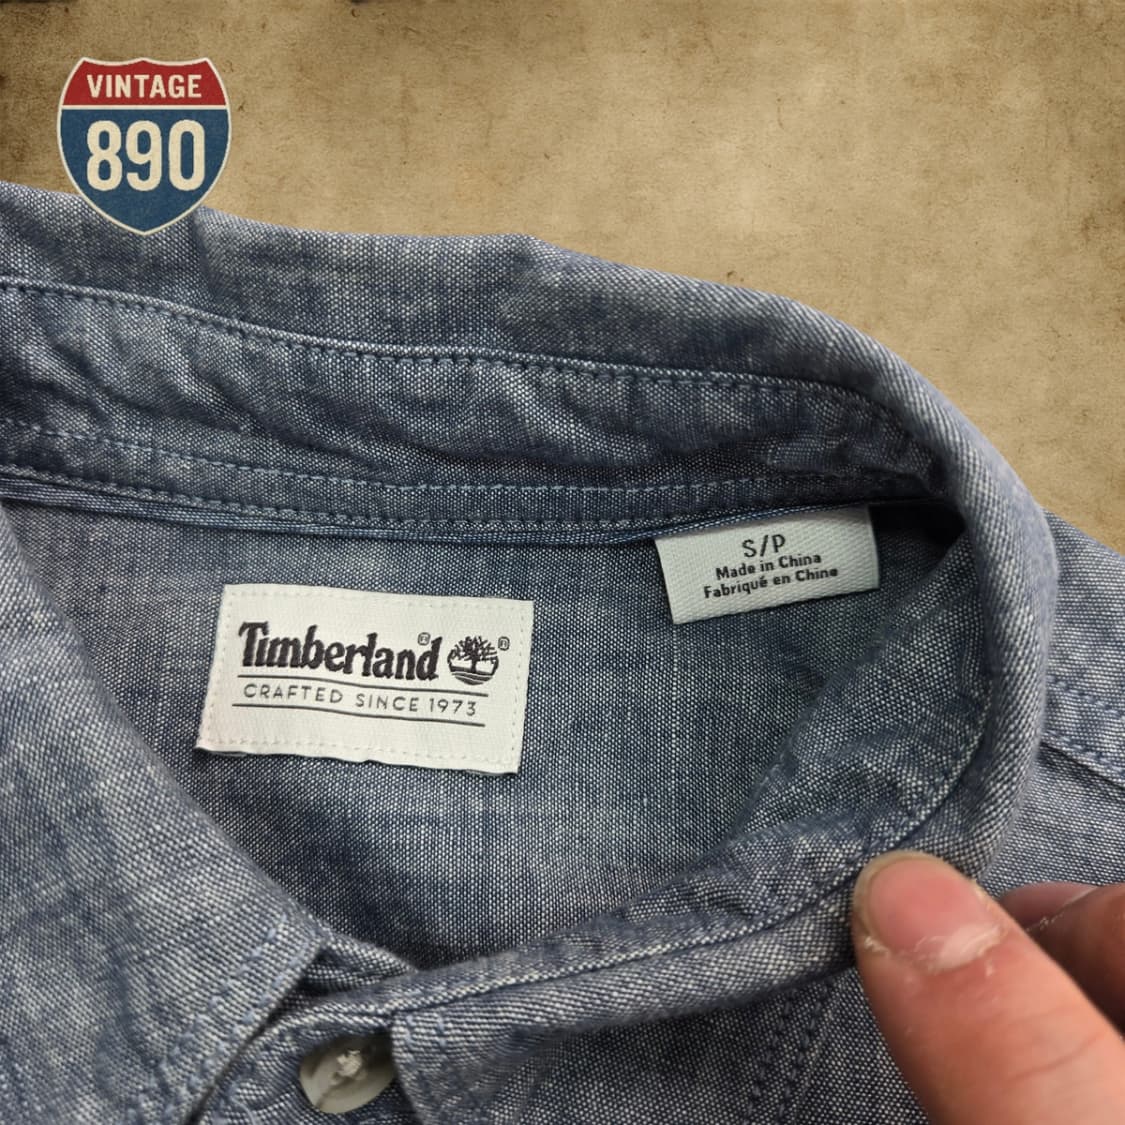 VINTAGE
890
S/P
Made in China
Fabriqué en Chine
Timberland® ®
CRAFTED SINCE 1973